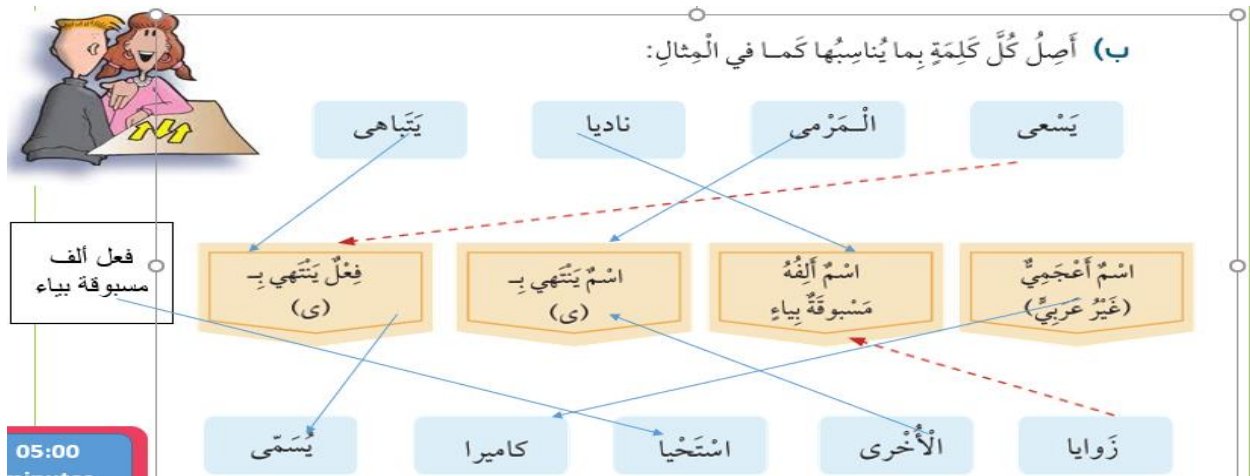 ب) أَصِلُ كُلَّ كَلِمَةٍ بِما يُناسِبُها كَمـا في الْمِثالِ:
يَسْعى
الْـمَرْمى
ناديا
يَتَباهى
اسْمٌ أَعْجَمِيٌّ
(غَيْرُ عَرَبِيٍّ)
اسْمٌ أَلِفُهُ
مَسْبوقَةٌ بِياءٍ
اسْمٌ يَنْتَهي بِـ
(ى)
فِعْلٌ يَنْتَهي بِـ
(ى)
فعل ألف
مسبوقة بياء
زَوايا
الْأُخْرى
اسْتَحْيا
كاميرا
يُسَمّى
05:00